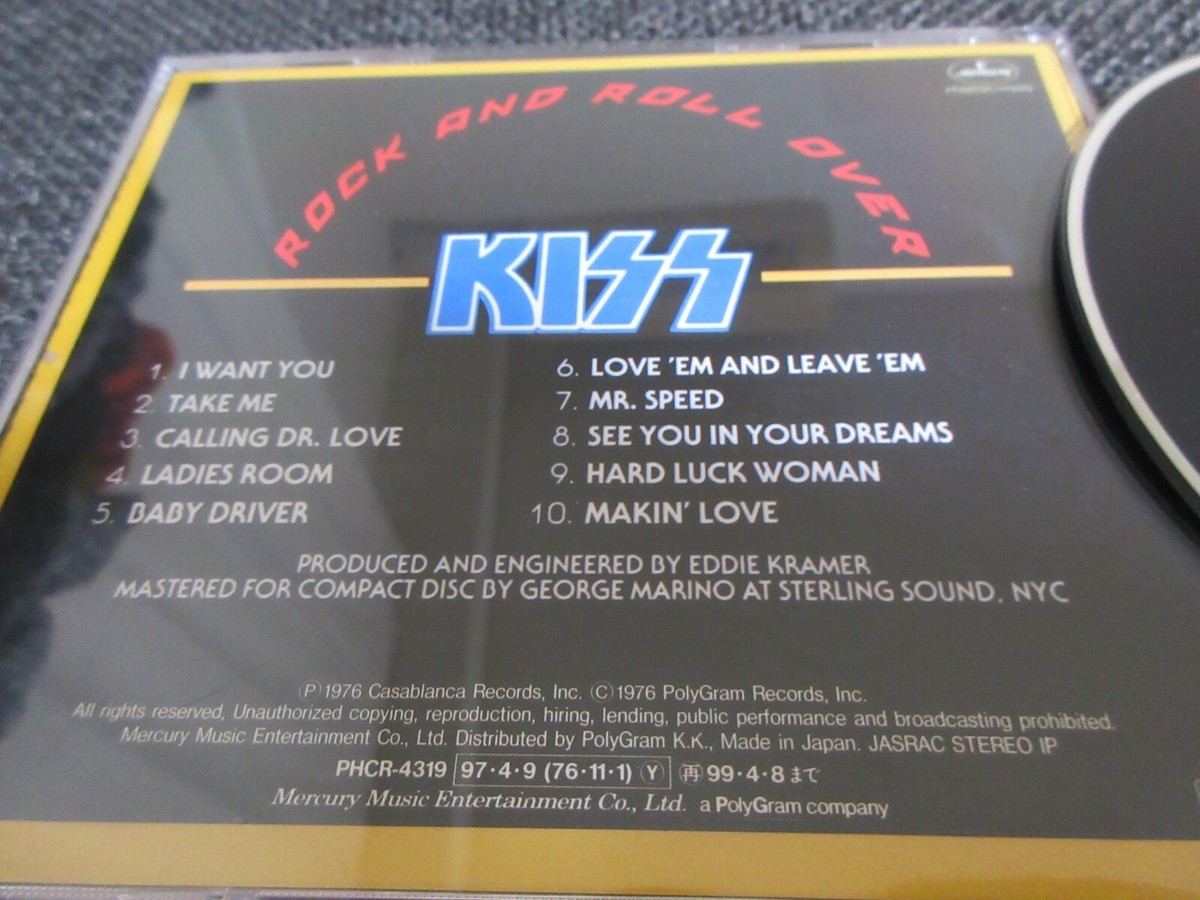 ROCK AND ROLL OVER
KISS
1. I WANT YOU
2. TAKE ME
3. CALLING DR. LOVE
4. LADIES ROOM
5. BABY DRIVER
6. LOVE 'EM AND LEAVE 'EM
7. MR. SPEED
8. SEE YOU IN YOUR DREAMS
9. HARD LUCK WOMAN
10. MAKIN' LOVE
PRODUCED AND ENGINEERED BY EDDIE KRAMER
MASTERED FOR COMPACT DISC BY GEORGE MARINO AT STERLING SOUND, NYC
Ⓟ1976 Casablanca Records, Inc. Ⓒ1976 PolyGram Records, Inc.
All rights reserved, Unauthorized copying, reproduction, hiring, lending, public performance and broadcasting prohibited.
Mercury Music Entertainment Co., Ltd. Distributed by PolyGram K.K., Made in Japan. JASRAC STEREO IP
PHCR-4319 97・4・9 (76・11・1) Ⓨ ㊣99・4・8まで
Mercury Music Entertainment Co., Ltd. a PolyGram company